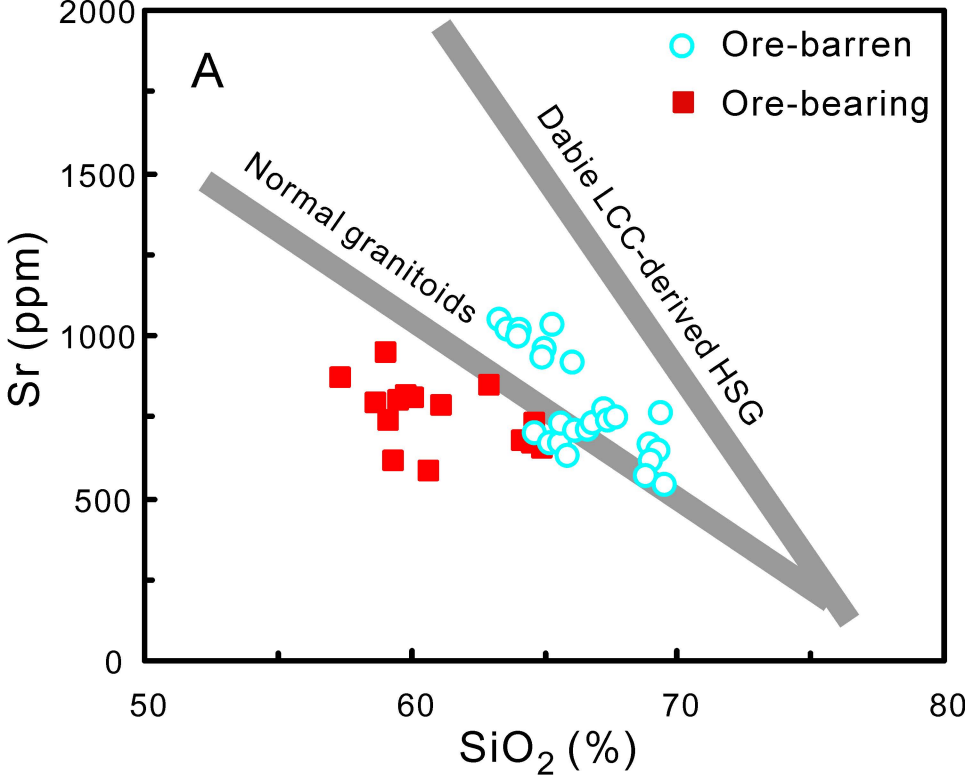 2000
1500
1000
500
0
Sr (ppm)
A
Ore-barren
Ore-bearing
Normal granitoids
Dabie LCC-derived HSG
50
60
70
80
SiO₂ (%)